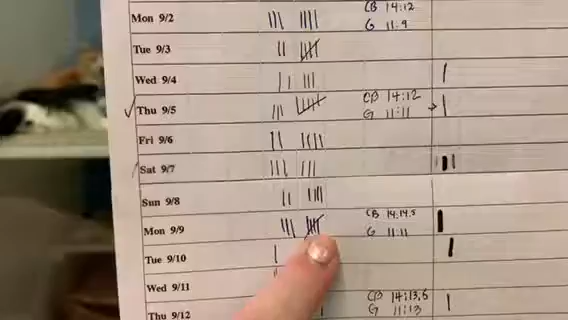 Mon 9/2 ||| |||| CB 14:12
G 11:9
Tue 9/3 ||
Wed 9/4 || ||| |
Thu 9/5 ||| CB 14:12
G 11:11 |
Fri 9/6 || ||||
Sat 9/7 ||| |||
Sun 9/8 || ||||
Mon 9/9 ||| CB 14:14.5
G 11:11 |
Tue 9/10 | |
Wed 9/11
Thu 9/12 CB 14:13.5
G 11:13 |